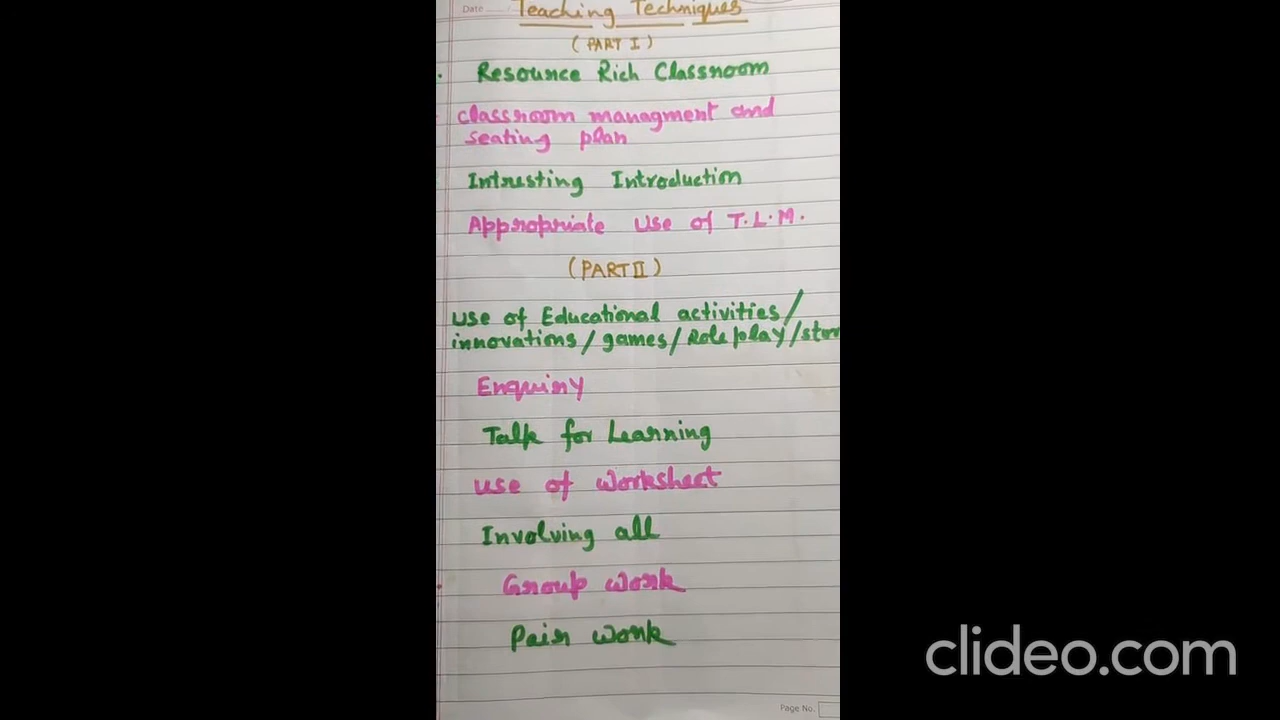 Date
Teaching Techniques
(PART I)
Resource Rich Classroom
Classroom managment and
seating plan
Intresting Introduction
Appropriate use of T.L.M.
(PART II)
use of Educational activities/
innovations/games/Role play/stor
Enquiry
Talk for Learning
use of worksheet
Involving all
Group work
Pair work
clideo.com
Page No.